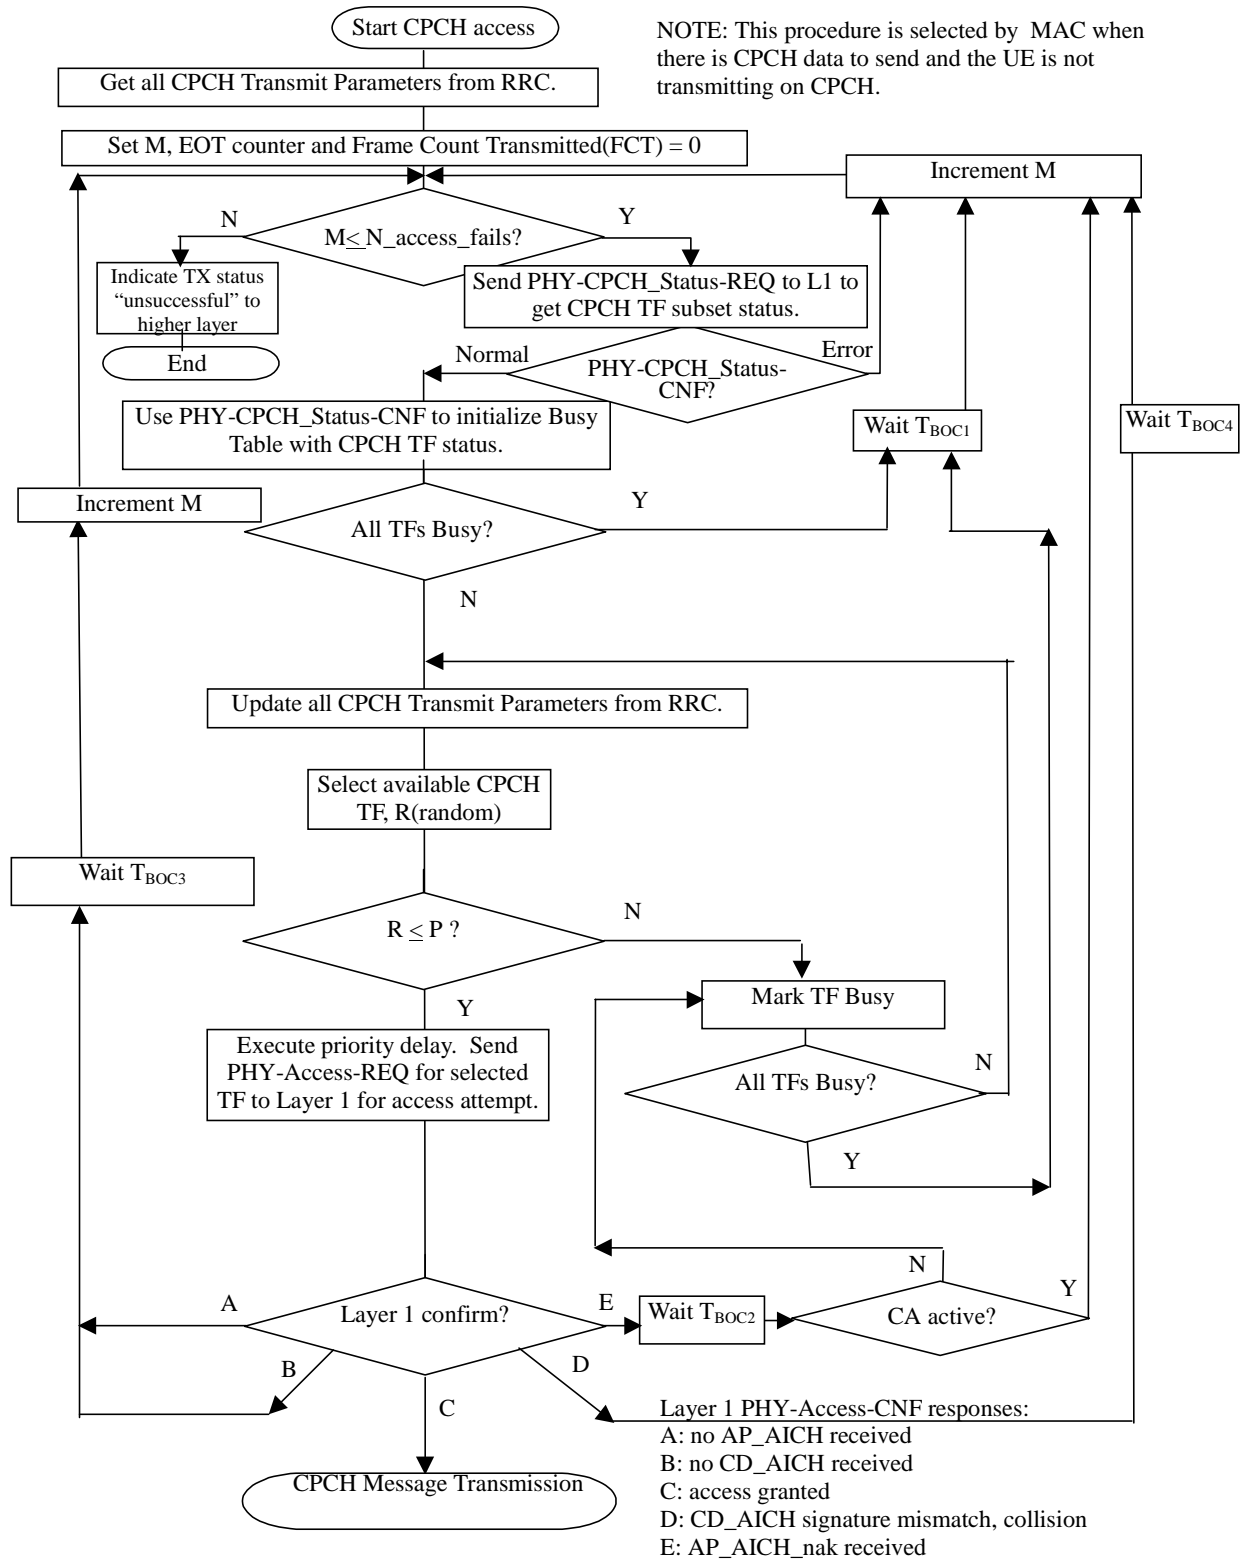 Start CPCH access
NOTE: This procedure is selected by MAC when
there is CPCH data to send and the UE is not
transmitting on CPCH.
Get all CPCH Transmit Parameters from RRC.
Set M, EOT counter and Frame Count Transmitted(FCT) = 0
Increment M
N
Y
M≤ N_access_fails?
Indicate TX status
“unsuccessful” to
higher layer
End
Send PHY-CPCH_Status-REQ to L1 to
get CPCH TF subset status.
Normal
Error
PHY-CPCH_Status-
CNF?
Use PHY-CPCH_Status-CNF to initialize Busy
Table with CPCH TF status.
Wait TBOC1
Wait TBOC4
Increment M
Y
All TFs Busy?
N
Update all CPCH Transmit Parameters from RRC.
Select available CPCH
TF, R(random)
Wait TBOC3
N
R ≤ P ?
Y
Mark TF Busy
Execute priority delay. Send
PHY-Access-REQ for selected
TF to Layer 1 for access attempt.
N
All TFs Busy?
Y
N
Y
A
Layer 1 confirm?
E
Wait TBOC2
CA active?
B
D
C
Layer 1 PHY-Access-CNF responses:
A: no AP_AICH received
B: no CD_AICH received
C: access granted
D: CD_AICH signature mismatch, collision
E: AP_AICH_nak received
CPCH Message Transmission